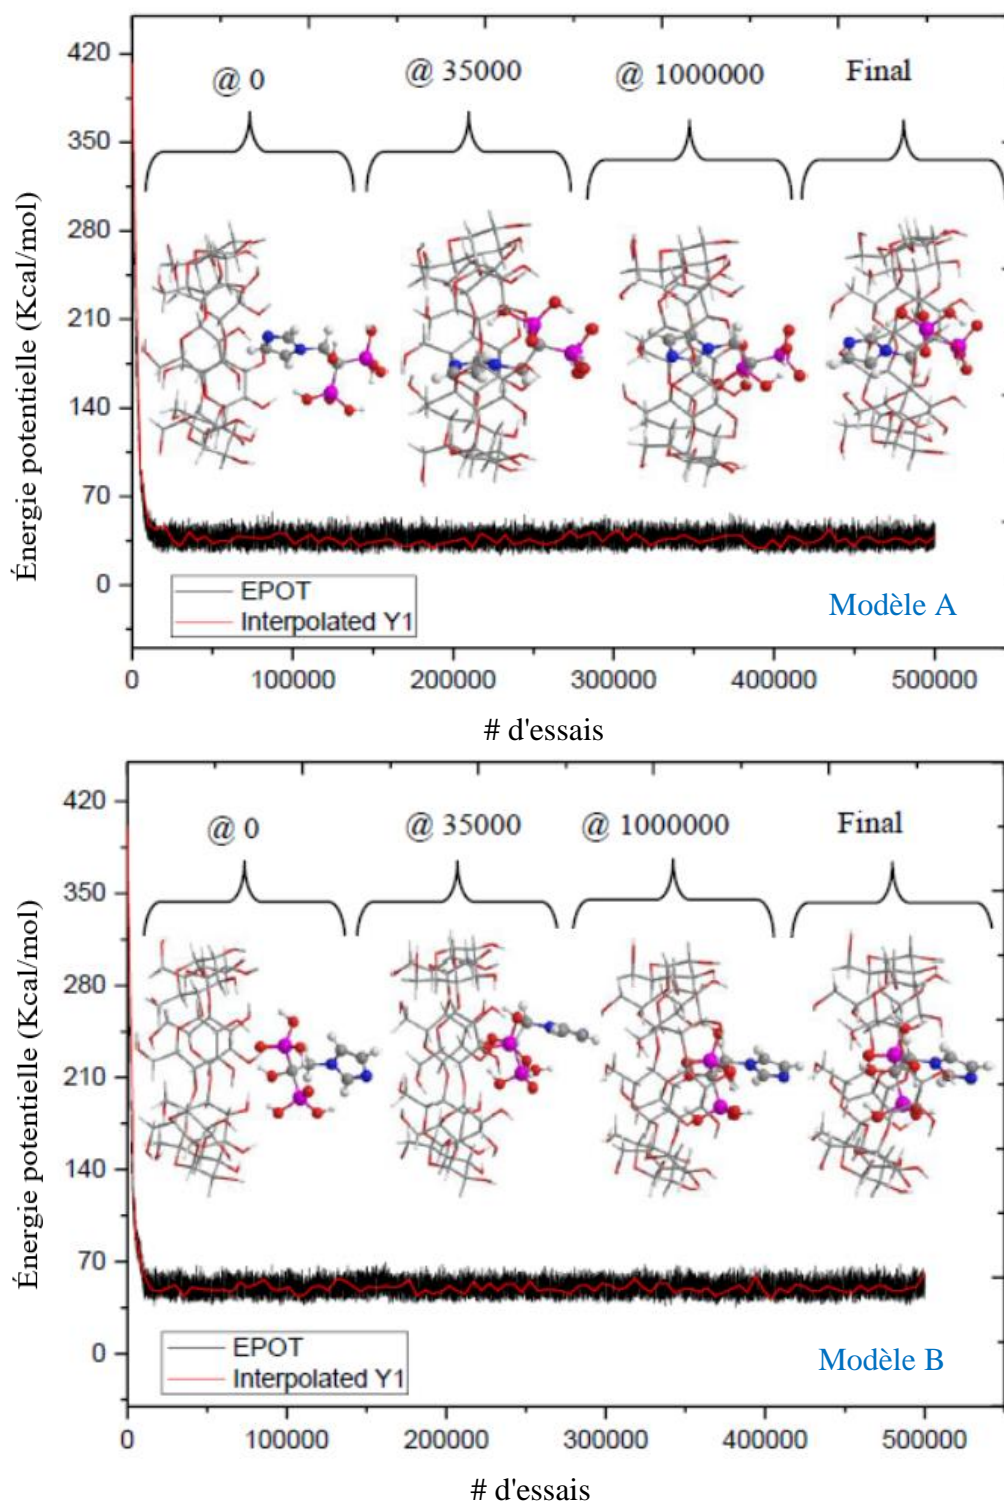 420
350
280
210
140
70
0
Énergie potentielle (Kcal/mol)
@ 0
@ 35000
@ 1000000
Final
EPOT
Interpolated Y1
Modèle A
0
100000
200000
300000
400000
500000
# d'essais
420
350
280
210
140
70
0
Énergie potentielle (Kcal/mol)
@ 0
@ 35000
@ 1000000
Final
EPOT
Interpolated Y1
Modèle B
0
100000
200000
300000
400000
500000
# d'essais